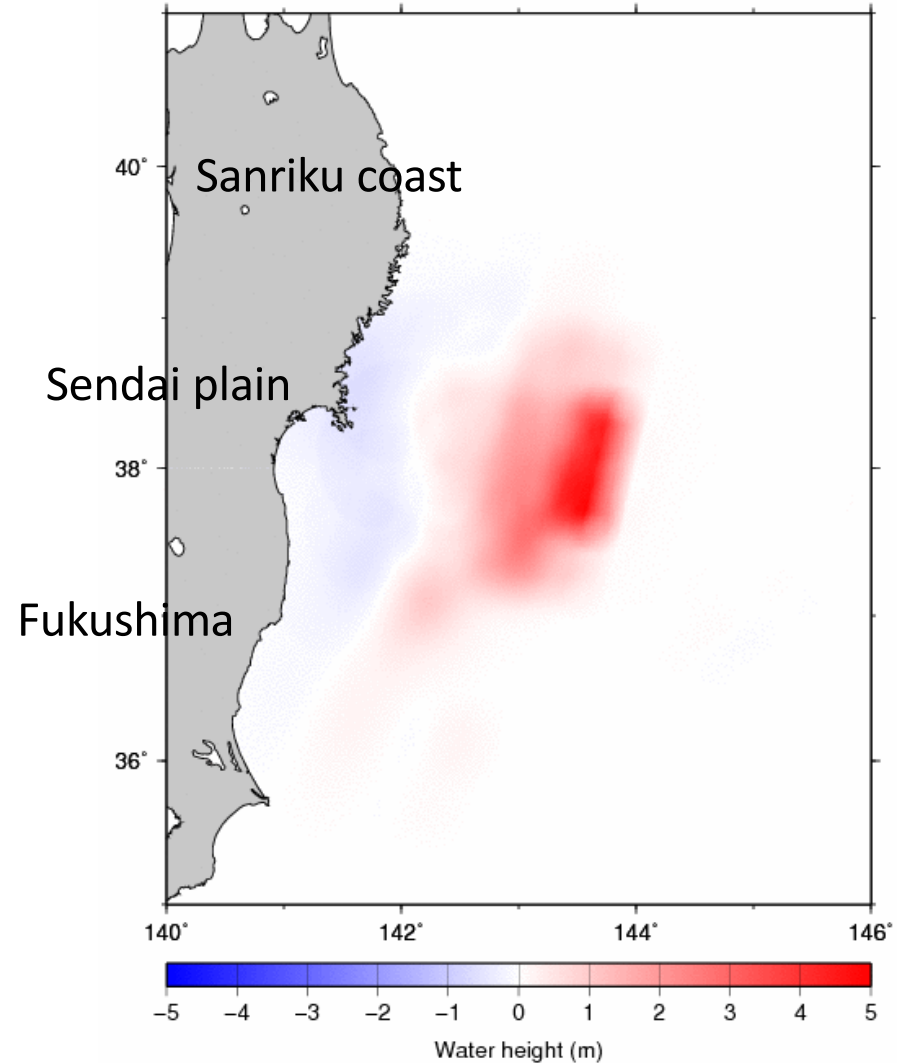 Sanriku coast
Sendai plain
Fukushima
40°
38°
36°
140° 142° 144° 146°
−5 −4 −3 −2 −1 0 1 2 3 4 5
Water height (m)